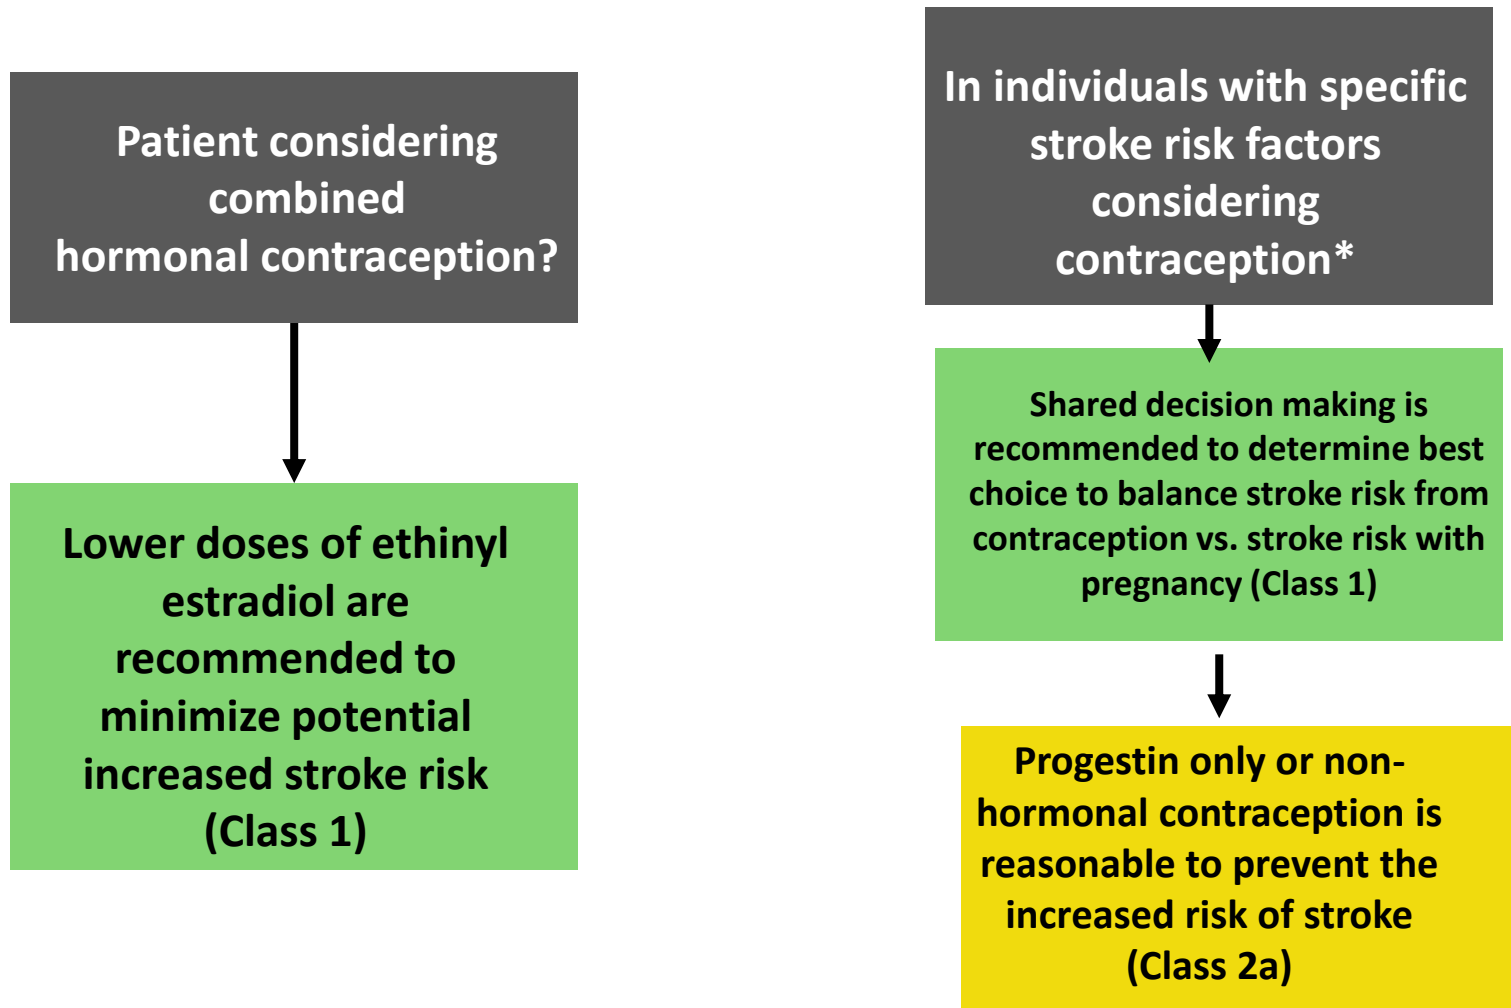 Patient considering
combined
hormonal contraception?
Lower doses of ethinyl
estradiol are
recommended to
minimize potential
increased stroke risk
(Class 1)
In individuals with specific
stroke risk factors
considering
contraception*
Shared decision making is
recommended to determine best
choice to balance stroke risk from
contraception vs. stroke risk with
pregnancy (Class 1)
Progestin only or non-
hormonal contraception is
reasonable to prevent the
increased risk of stroke
(Class 2a)